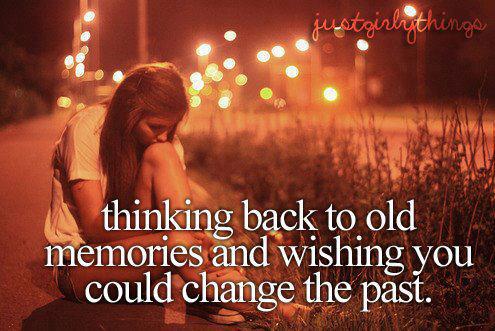 justgirlythings
thinking back to old
memories and wishing you
could change the past.